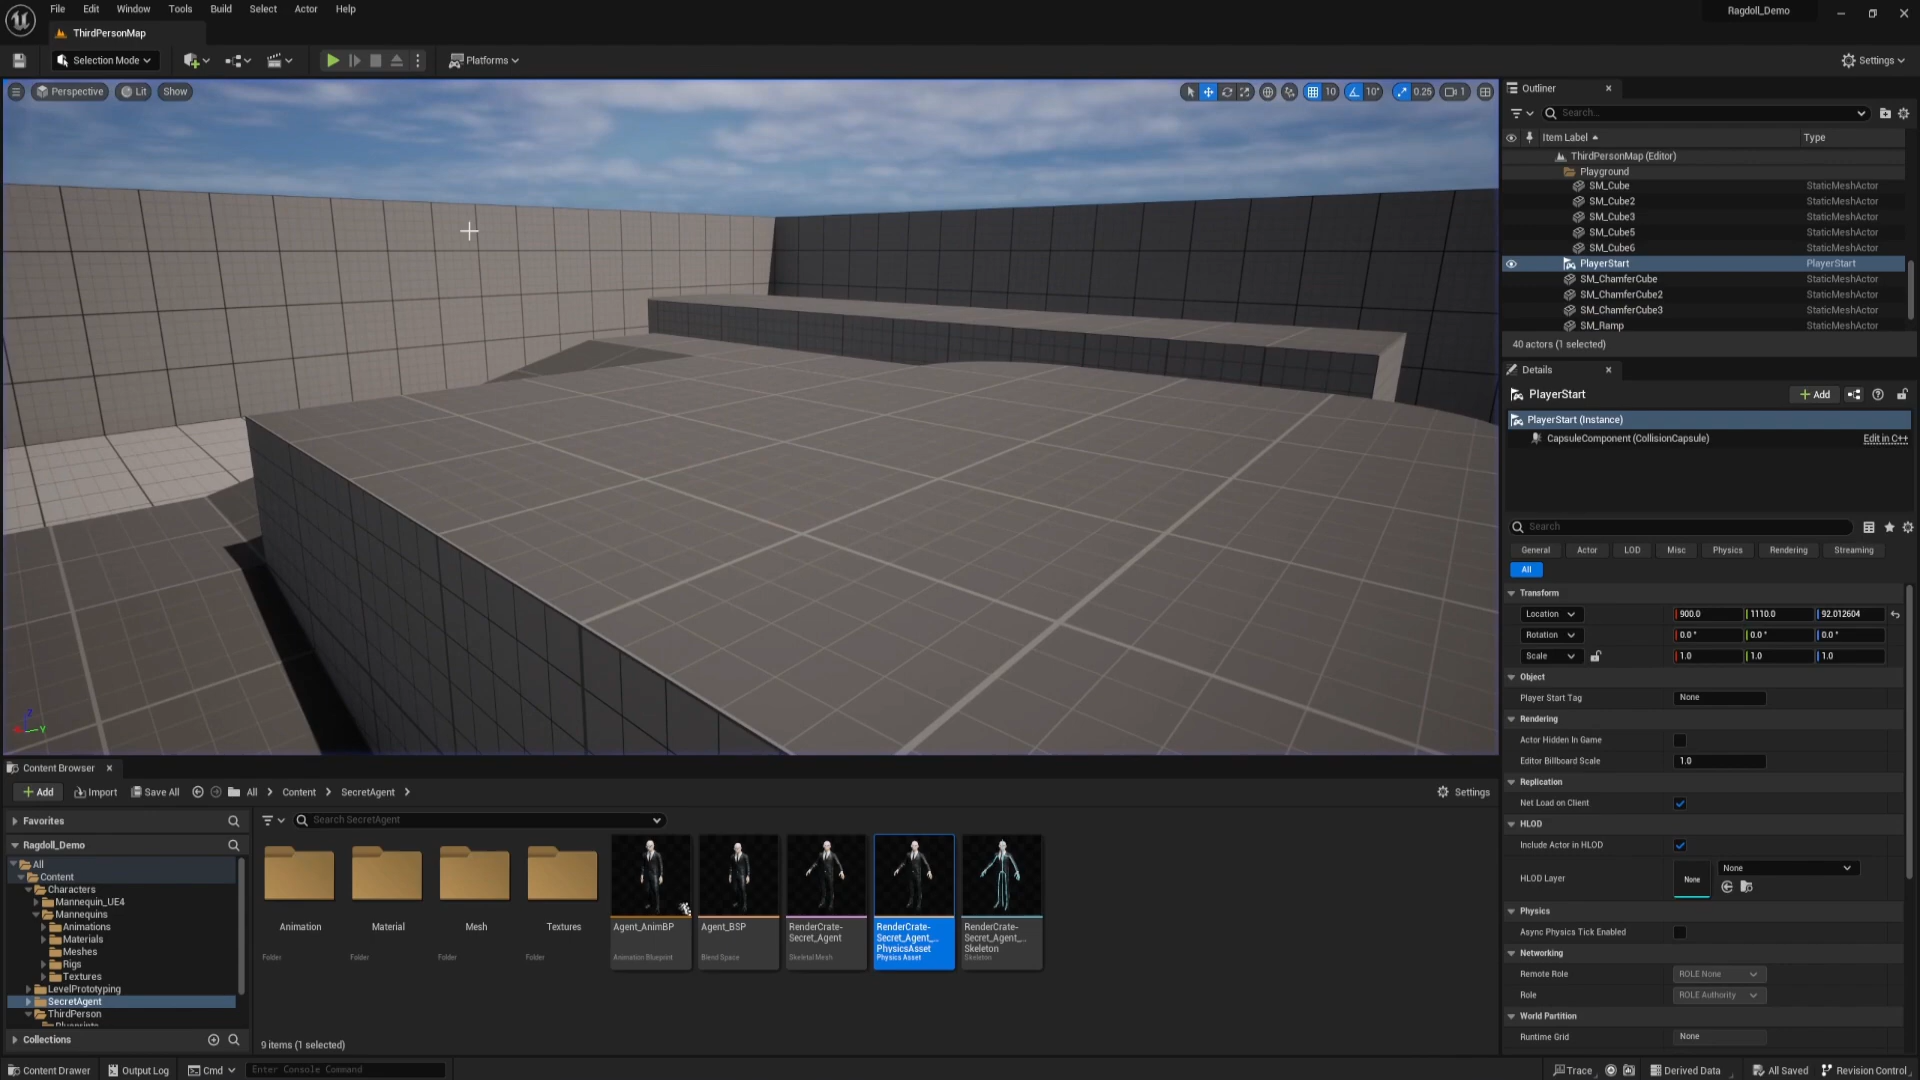 File Edit Window Tools Build Select Actor Help
Ragdoll_Demo
ThirdPersonMap
Selection Mode
Platforms
Settings
Perspective Lit Show
10 10° 0.25 1
Outliner
Search...
Item Label Type
ThirdPersonMap (Editor)
Playground
SM_Cube StaticMeshActor
SM_Cube2 StaticMeshActor
SM_Cube3 StaticMeshActor
SM_Cube5 StaticMeshActor
SM_Cube6 StaticMeshActor
PlayerStart PlayerStart
SM_ChamferCube StaticMeshActor
SM_ChamferCube2 StaticMeshActor
SM_ChamferCube3 StaticMeshActor
SM_Ramp StaticMeshActor
40 actors (1 selected)
Details
PlayerStart
+ Add
PlayerStart (Instance)
CapsuleComponent (CollisionCapsule) Edit in C++
Search
General Actor LOD Misc Physics Rendering Streaming
All
Transform
Location 900.0 1110.0 92.012604
Rotation 0.0 ° 0.0 ° 0.0 °
Scale 1.0 1.0 1.0
Object
Player Start Tag None
Rendering
Actor Hidden In Game
Editor Billboard Scale 1.0
Replication
Net Load on Client
HLOD
Include Actor in HLOD
HLOD Layer None None
Physics
Async Physics Tick Enabled
Networking
Remote Role ROLE None
Role ROLE Authority
World Partition
Runtime Grid None
Z
Y
Content Browser
+ Add Import Save All All Content SecretAgent Settings
Favorites
Ragdoll_Demo
All
Content
Characters
Mannequin_UE4
Mannequins
Animations
Materials
Meshes
Rigs
Textures
LevelPrototyping
SecretAgent
ThirdPerson
Blueprints
Collections
Search SecretAgent
Animation
Folder
Material
Folder
Mesh
Folder
Textures
Folder
Agent_AnimBP
Animation Blueprint
Agent_BSP
Blend Space
RenderCrate-
Secret_Agent
Skeletal Mesh
RenderCrate-
Secret_Agent_...
PhysicsAsset
Physics Asset
RenderCrate-
Secret_Agent_...
Skeleton
Skeleton
9 items (1 selected)
Content Drawer Output Log Cmd Enter Console Command
Trace Derived Data All Saved Revision Control